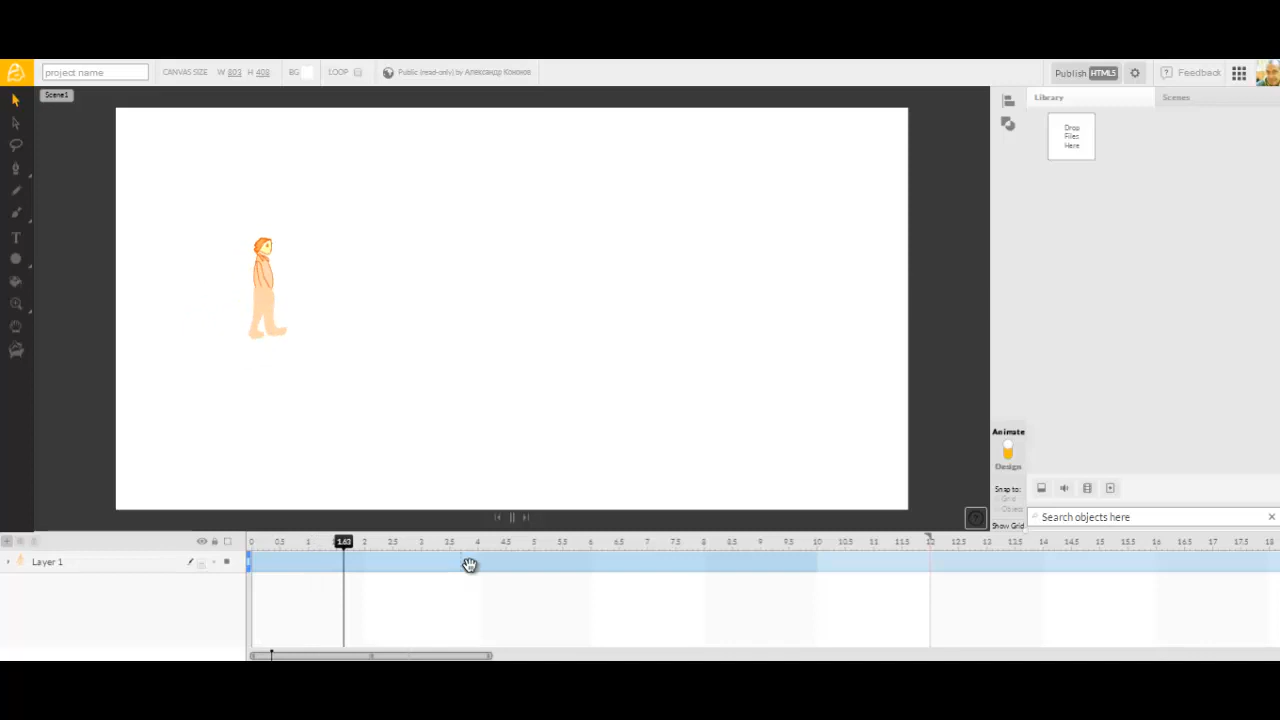 project name
CANVAS SIZE W 803 H 408
BG
LOOP
Public (read-only) by Александр Кононов
Publish HTML5
Feedback
Scene1
Library
Scenes
Drop
Files
Here
Animate
Design
Snap to:
Grid
Object
Show Grid
T
Search objects here
0 0.5 1 1.63 2 2.5 3 3.5 4 4.5 5 5.5 6 6.5 7 7.5 8 8.5 9 9.5 10 10.5 11 11.5 12 12.5 13 13.5 14 14.5 15 15.5 16 16.5 17 17.5 18
Layer 1